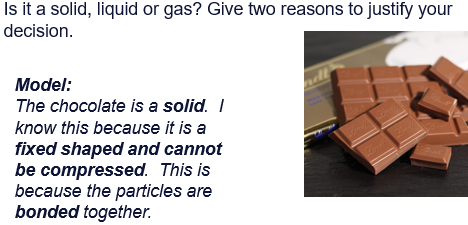 Is it a solid, liquid or gas? Give two reasons to justify your
decision.
Model:
The chocolate is a solid.  I
know this because it is a
fixed shaped and cannot
be compressed.  This is
because the particles are
bonded together.